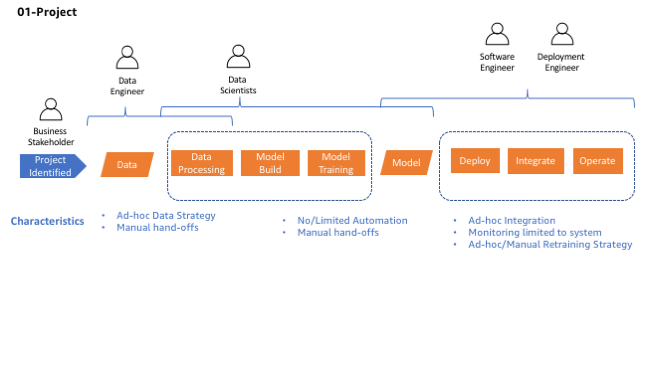 01-Project
Software
Engineer
Deployment
Engineer
Data
Engineer
Data
Scientists
Business
Stakeholder
Project
Identified
Data
Data
Processing
Model
Build
Model
Training
Model
Deploy
Integrate
Operate
Characteristics
• Ad-hoc Data Strategy
• Manual hand-offs
• No/Limited Automation
• Manual hand-offs
• Ad-hoc Integration
• Monitoring limited to system
• Ad-hoc/Manual Retraining Strategy